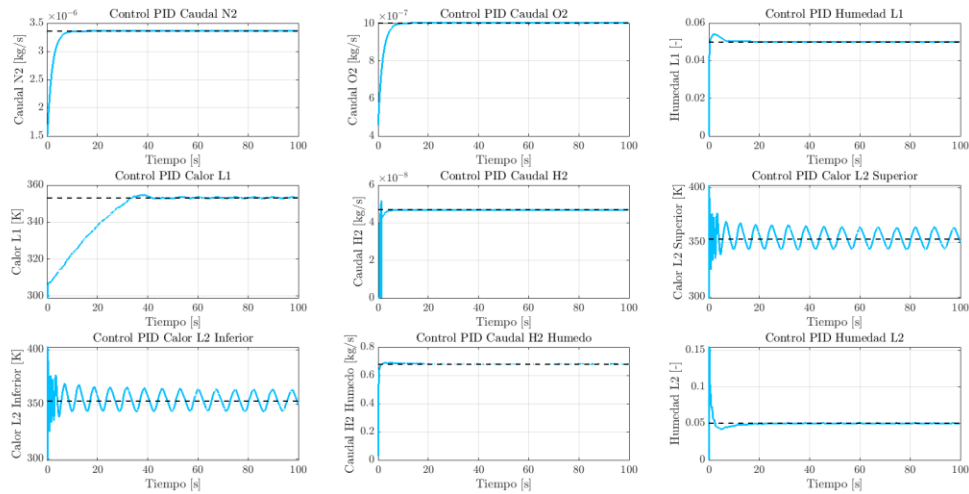 Control PID Caudal N2
×10⁻⁶
3.5
3
2.5
2
1.5
Caudal N2 [kg/s]
0 20 40 60 80 100
Tiempo [s]
Control PID Caudal O2
×10⁻⁷
10
8
6
4
Caudal O2 [kg/s]
0 20 40 60 80 100
Tiempo [s]
Control PID Humedad L1
0.06
0.04
0.02
0
Humedad L1 [-]
0 20 40 60 80 100
Tiempo [s]
Control PID Calor L1
360
340
320
300
Calor L1 [K]
0 20 40 60 80 100
Tiempo [s]
Control PID Caudal H2
×10⁻⁸
6
4
2
0
Caudal H2 [kg/s]
0 20 40 60 80 100
Tiempo [s]
Control PID Calor L2 Superior
400
350
300
Calor L2 Superior [K]
0 20 40 60 80 100
Tiempo [s]
Control PID Calor L2 Inferior
400
350
300
Calor L2 Inferior [K]
0 20 40 60 80 100
Tiempo [s]
Control PID Caudal H2 Humedo
0.8
0.6
0.4
0.2
0
Caudal H2 Humedo [kg/s]
0 20 40 60 80 100
Tiempo [s]
Control PID Humedad L2
0.15
0.1
0.05
0
Humedad L2 [-]
0 20 40 60 80 100
Tiempo [s]